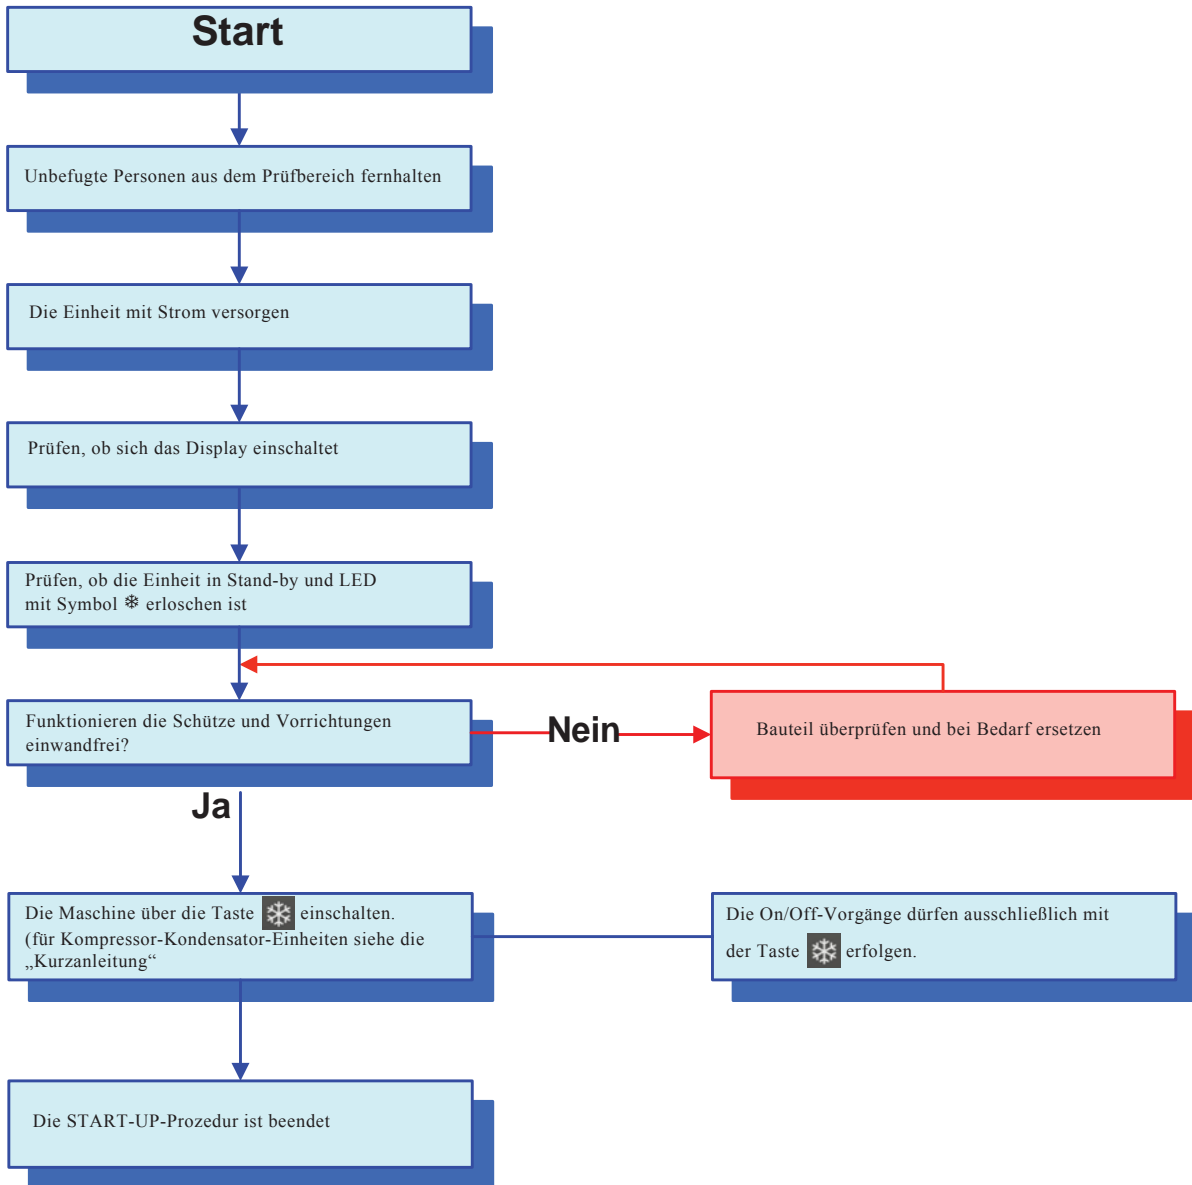 Start
Unbefugte Personen aus dem Prüfbereich fernhalten
Die Einheit mit Strom versorgen
Prüfen, ob sich das Display einschaltet
Prüfen, ob die Einheit in Stand-by und LED
mit Symbol ❄ erloschen ist
Funktionieren die Schütze und Vorrichtungen
einwandfrei?
Nein
Bauteil überprüfen und bei Bedarf ersetzen
Ja
Die Maschine über die Taste ❄ einschalten.
(für Kompressor-Kondensator-Einheiten siehe die
„Kurzanleitung“
Die On/Off-Vorgänge dürfen ausschließlich mit
der Taste ❄ erfolgen.
Die START-UP-Prozedur ist beendet